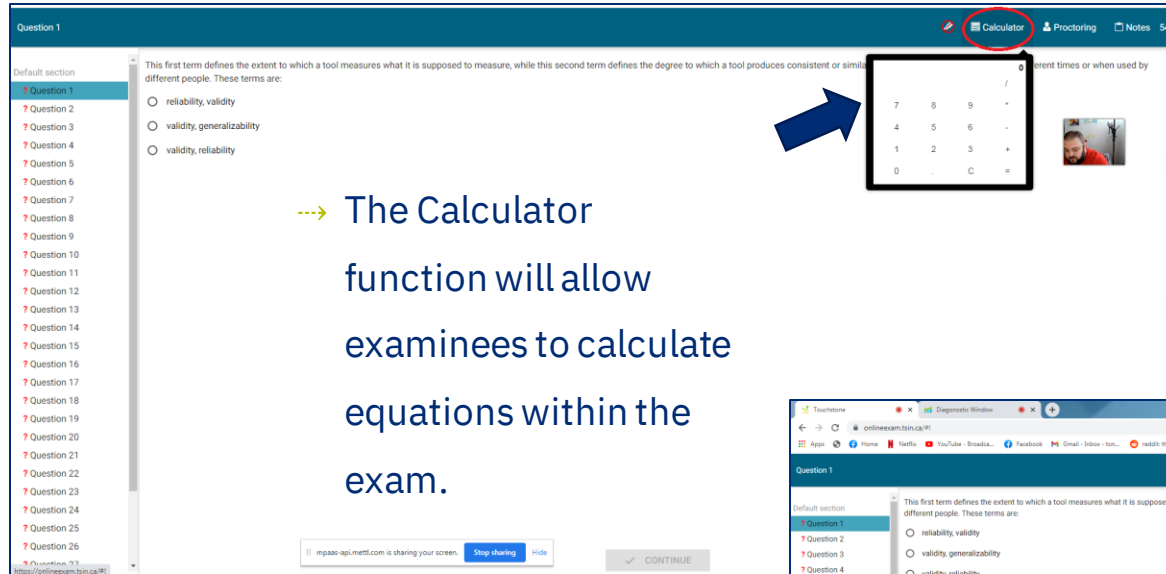 Question 1
Calculator
Proctoring
Notes
Default section
This first term defines the extent to which a tool measures what it is supposed to measure, while this second term defines the degree to which a tool produces consistent or
different people. These terms are:
erent times or when used by
reliability, validity
validity, generalizability
validity, reliability
0
/
7 8 9 *
4 5 6 -
1 2 3 +
0 . C =
? Question 1
? Question 2
? Question 3
? Question 4
? Question 5
? Question 6
? Question 7
? Question 8
? Question 9
? Question 10
? Question 11
? Question 12
? Question 13
? Question 14
? Question 15
? Question 16
? Question 17
? Question 18
? Question 19
? Question 20
? Question 21
? Question 22
? Question 23
? Question 24
? Question 25
? Question 26
? Question 27
https://onlineexam.tsin.ca/#!
The Calculator
function will allow
examinees to calculate
equations within the
exam.
mpaas-api.mettl.com is sharing your screen. Stop sharing Hide
CONTINUE
Touchstone
Diagonostic Window
onlineexam.tsin.ca/#!
Apps Home Netflix YouTube - Broadca... Facebook Gmail - Inbox - ton... reddit: th
Question 1
Default section
This first term defines the extent to which a tool measures what it is suppose
different people. These terms are:
? Question 1
? Question 2
? Question 3
? Question 4
reliability, validity
validity, generalizability
validity, reliability